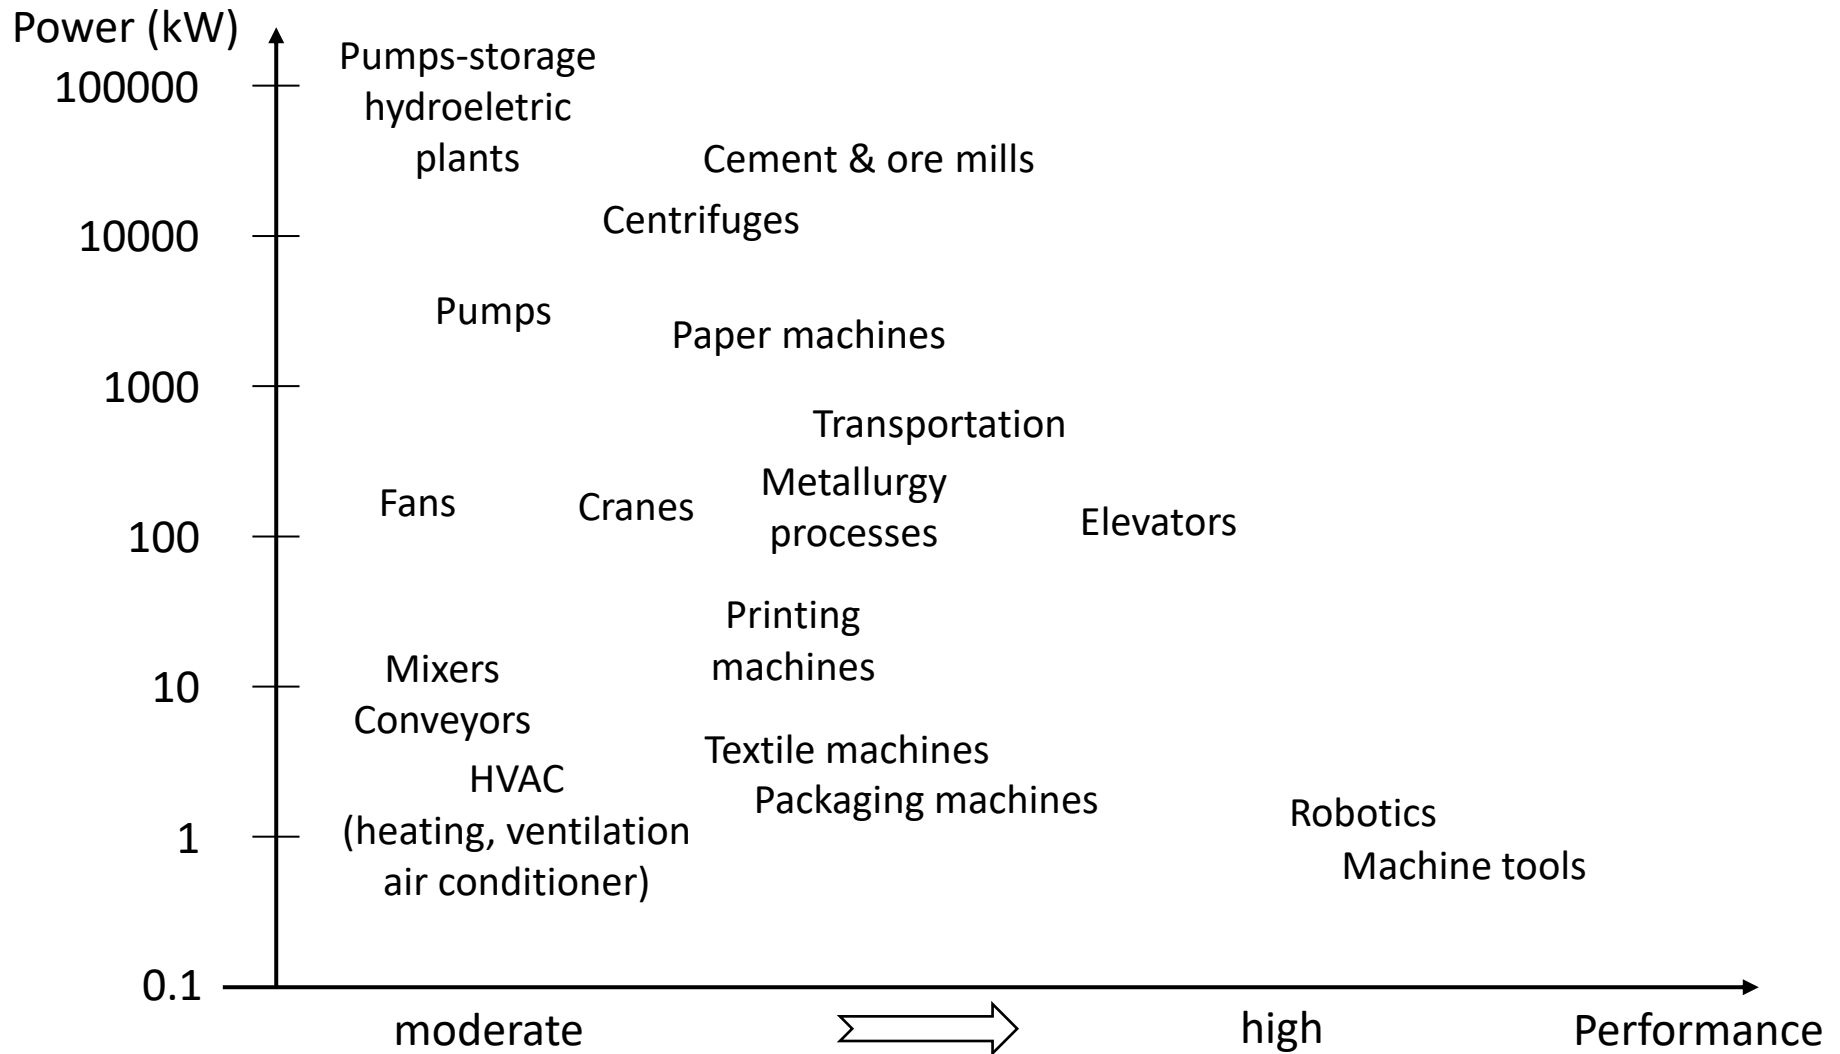 Power (kW)
100000
10000
1000
100
10
1
0.1
Pumps-storage
hydroeletric
plants
Cement & ore mills
Centrifuges
Pumps
Paper machines
Transportation
Fans
Cranes
Metallurgy
processes
Elevators
Printing
machines
Mixers
Conveyors
Textile machines
HVAC
(heating, ventilation
air conditioner)
Packaging machines
Robotics
Machine tools
moderate
high
Performance